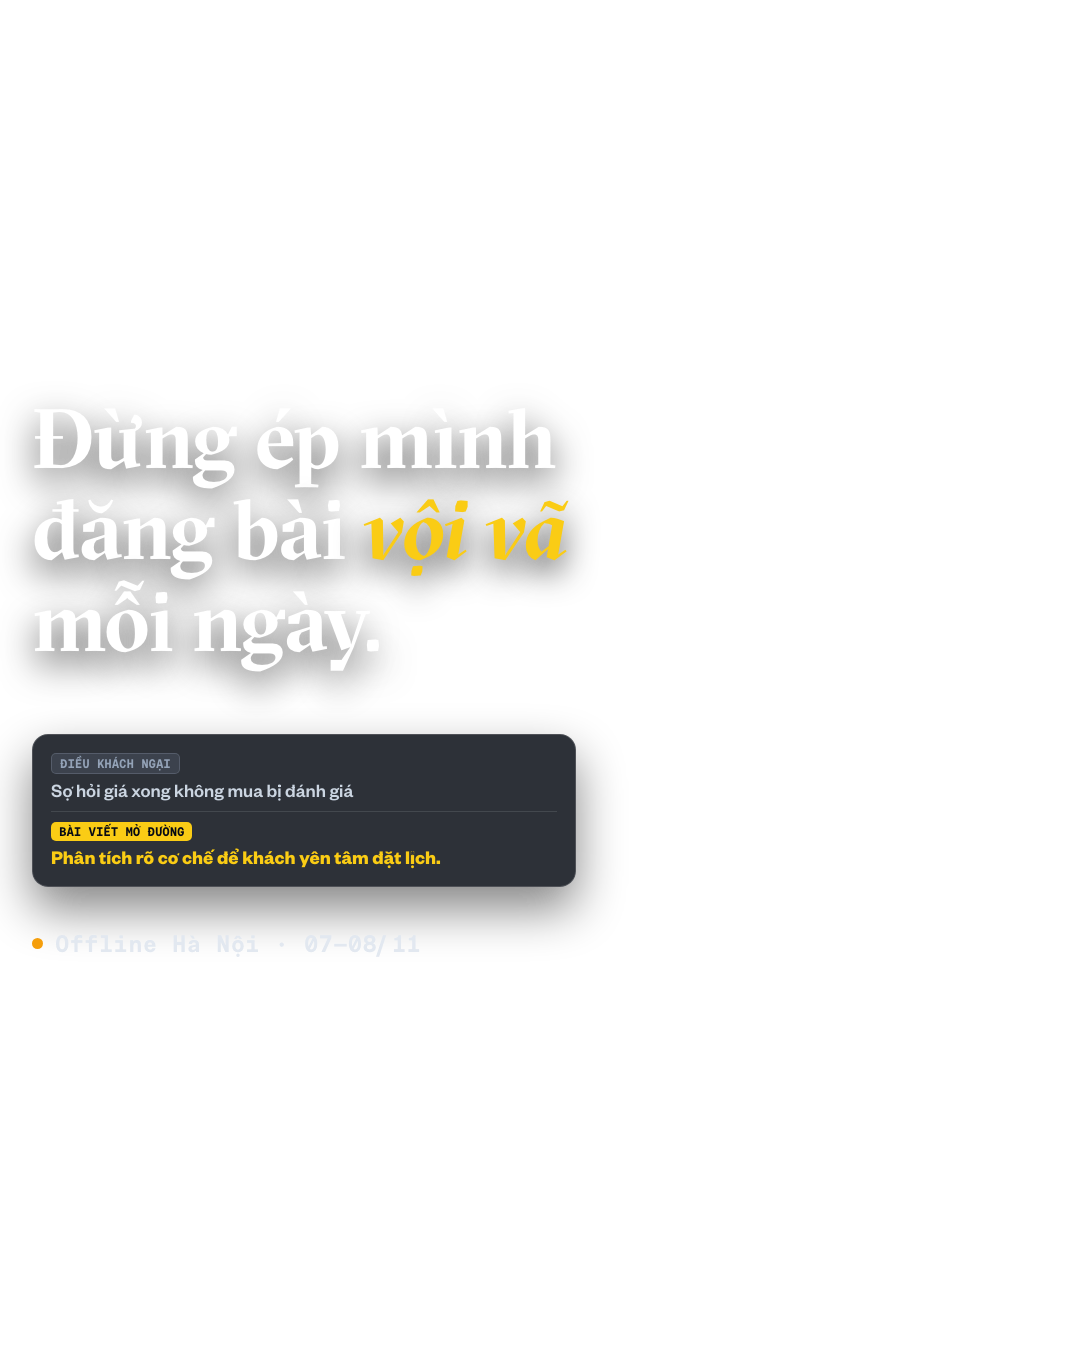 Đừng ép mình
đăng bài vội vã
mỗi ngày.
ĐIỀU KHÁCH NGẠI
Sợ hỏi giá xong không mua bị đánh giá
BÀI VIẾT MỞ ĐƯỜNG
Phân tích rõ cơ chế để khách yên tâm đặt lịch.
Offline Hà Nội · 07–08/11